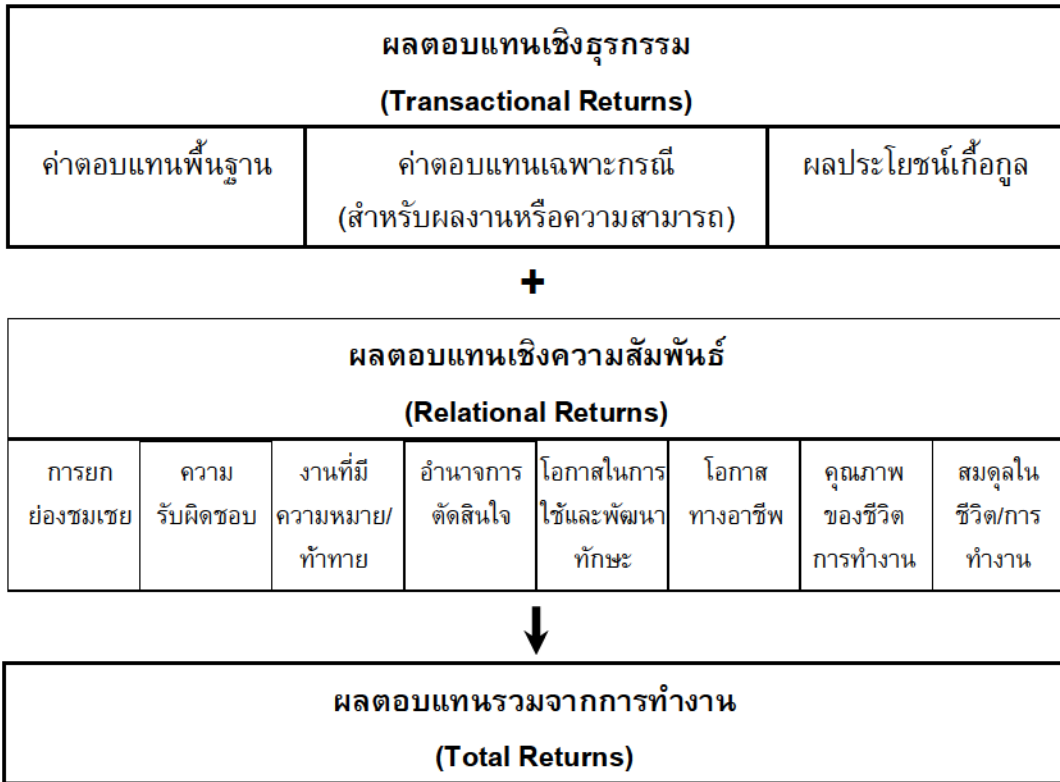 ผลตอบแทนเชิงธุรกรรม
(Transactional Returns)
ค่าตอบแทนพื้นฐาน
ค่าตอบแทนเฉพาะกรณี
(สำหรับผลงานหรือความสามารถ)
ผลประโยชน์เกื้อกูล
+
ผลตอบแทนเชิงความสัมพันธ์
(Relational Returns)
การยก
ย่องชมเชย
ความ
รับผิดชอบ
งานที่มี
ความหมาย/
ท้าทาย
อำนาจการ
ตัดสินใจ
โอกาสในการ
ใช้และพัฒนา
ทักษะ
โอกาส
ทางอาชีพ
คุณภาพ
ของชีวิต
การทำงาน
สมดุลใน
ชีวิต/การ
ทำงาน
ผลตอบแทนรวมจากการทำงาน
(Total Returns)